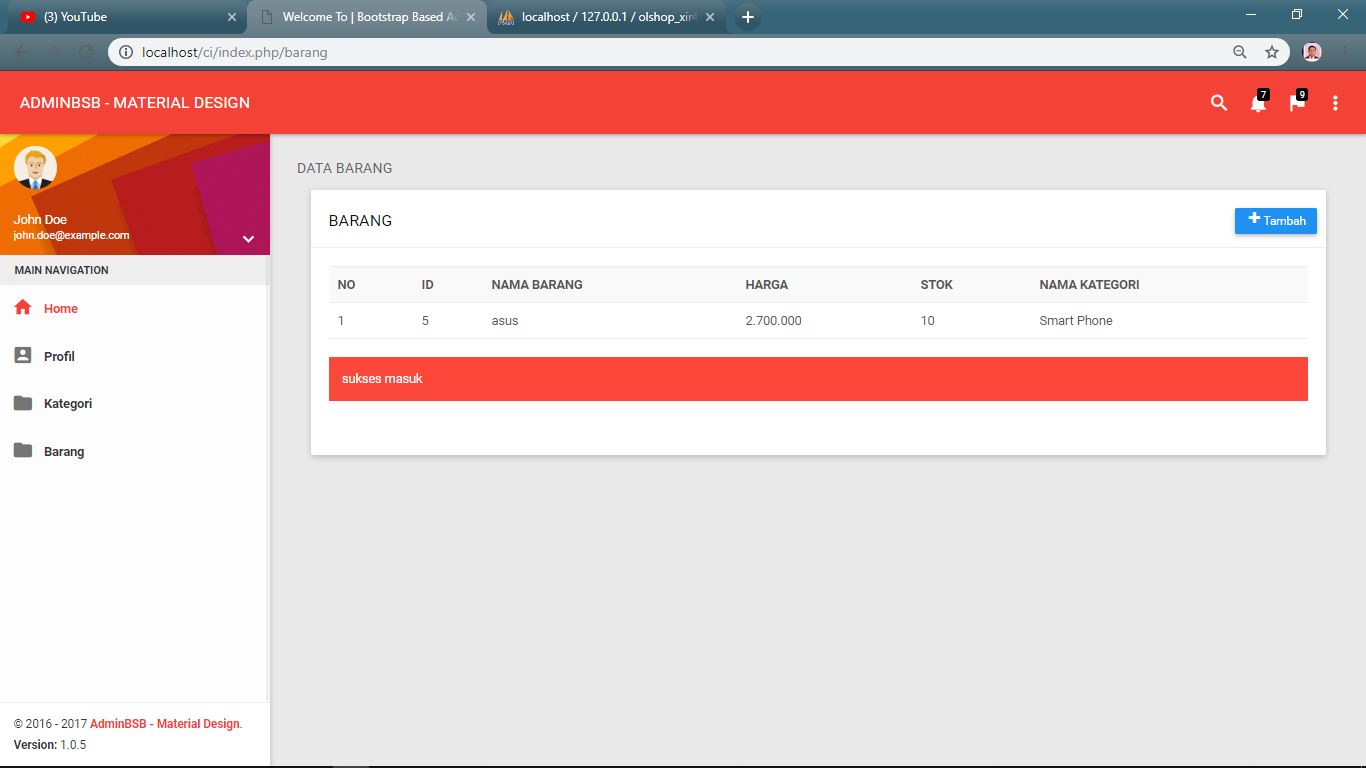 (3) YouTube
Welcome To | Bootstrap Based Ad
localhost / 127.0.0.1 / olshop_xir
localhost/ci/index.php/barang
ADMINBSB - MATERIAL DESIGN
7
9
John Doe
john.doe@example.com
MAIN NAVIGATION
Home
Profil
Kategori
Barang
© 2016 - 2017 AdminBSB - Material Design.
Version: 1.0.5
DATA BARANG
BARANG
Tambah
NO ID NAMA BARANG HARGA STOK NAMA KATEGORI
1 5 asus 2.700.000 10 Smart Phone
sukses masuk